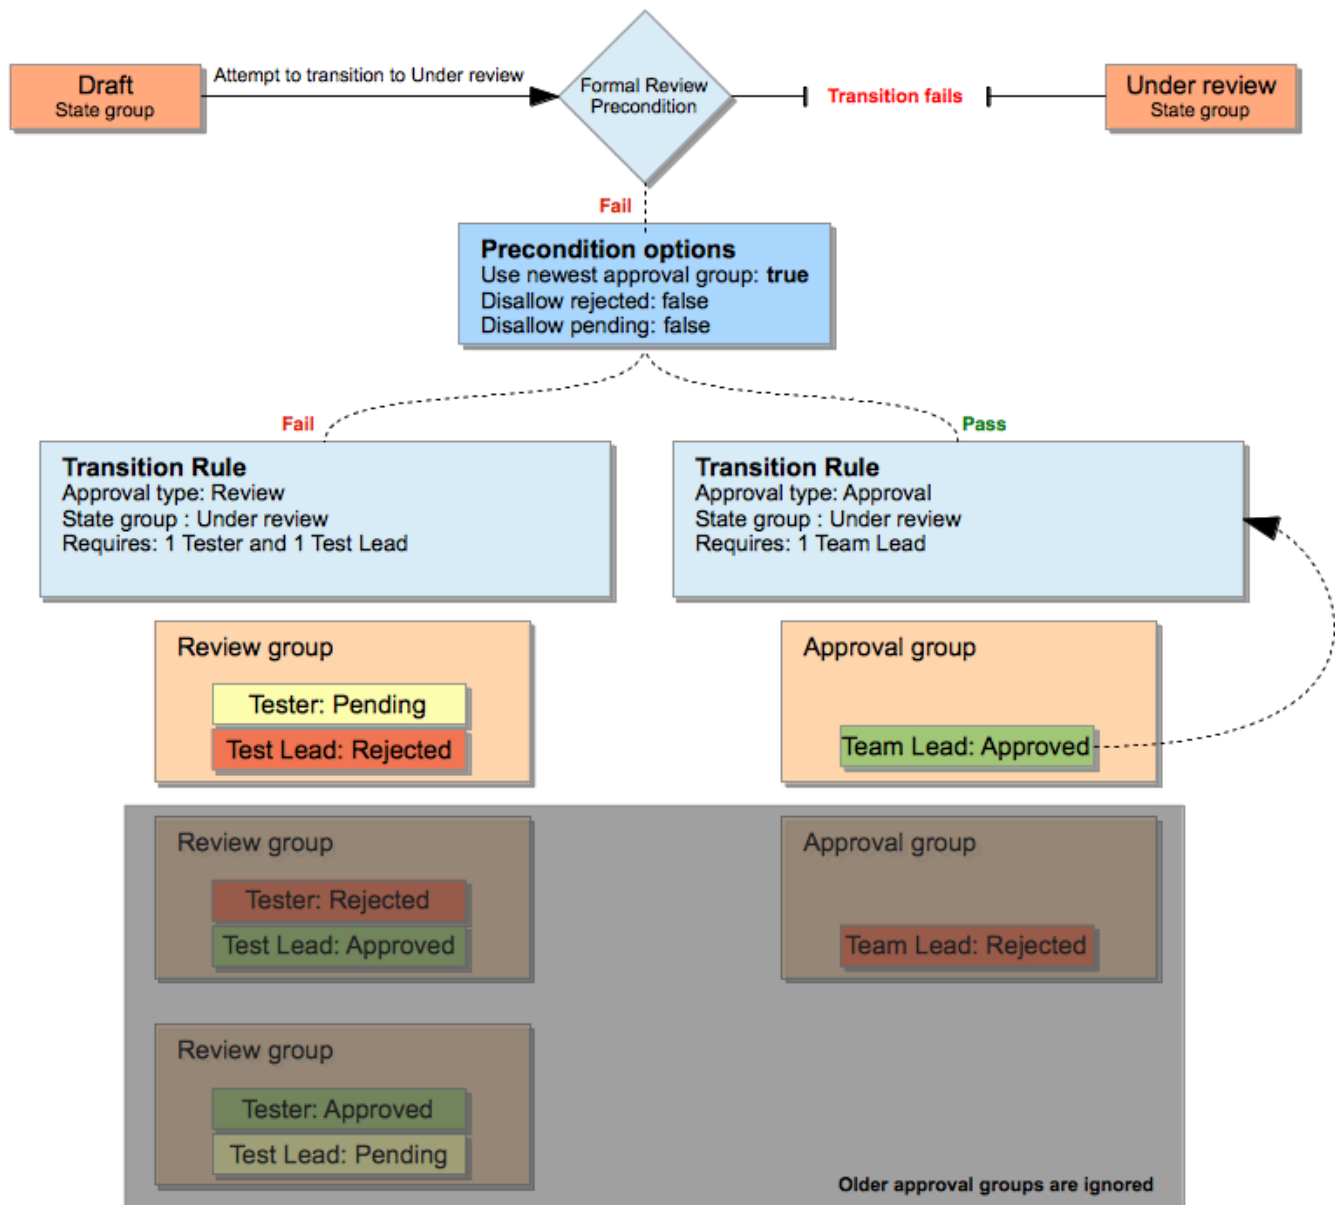 Draft
State group
Attempt to transition to Under review
Formal Review
Precondition
Transition fails
Under review
State group
Fail
Precondition options
Use newest approval group: true
Disallow rejected: false
Disallow pending: false
Fail
Pass
Transition Rule
Approval type: Review
State group : Under review
Requires: 1 Tester and 1 Test Lead
Transition Rule
Approval type: Approval
State group : Under review
Requires: 1 Team Lead
Review group
Tester: Pending
Test Lead: Rejected
Approval group
Team Lead: Approved
Review group
Tester: Rejected
Test Lead: Approved
Approval group
Team Lead: Rejected
Review group
Tester: Approved
Test Lead: Pending
Older approval groups are ignored